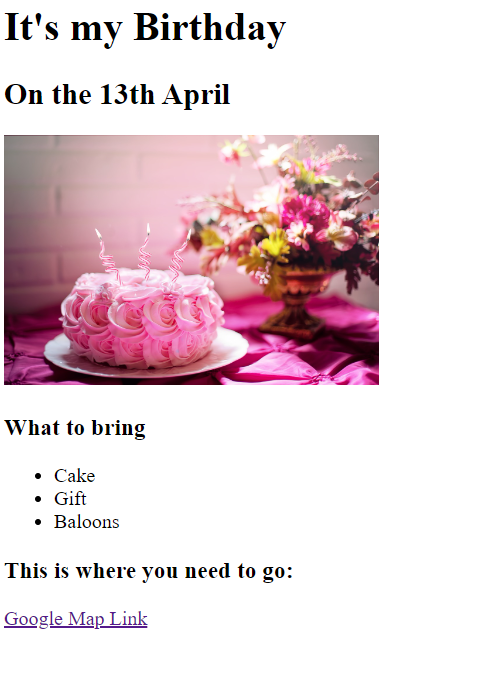 It's my Birthday
On the 13th April
What to bring
Cake
Gift
Baloons
This is where you need to go:
Google Map Link